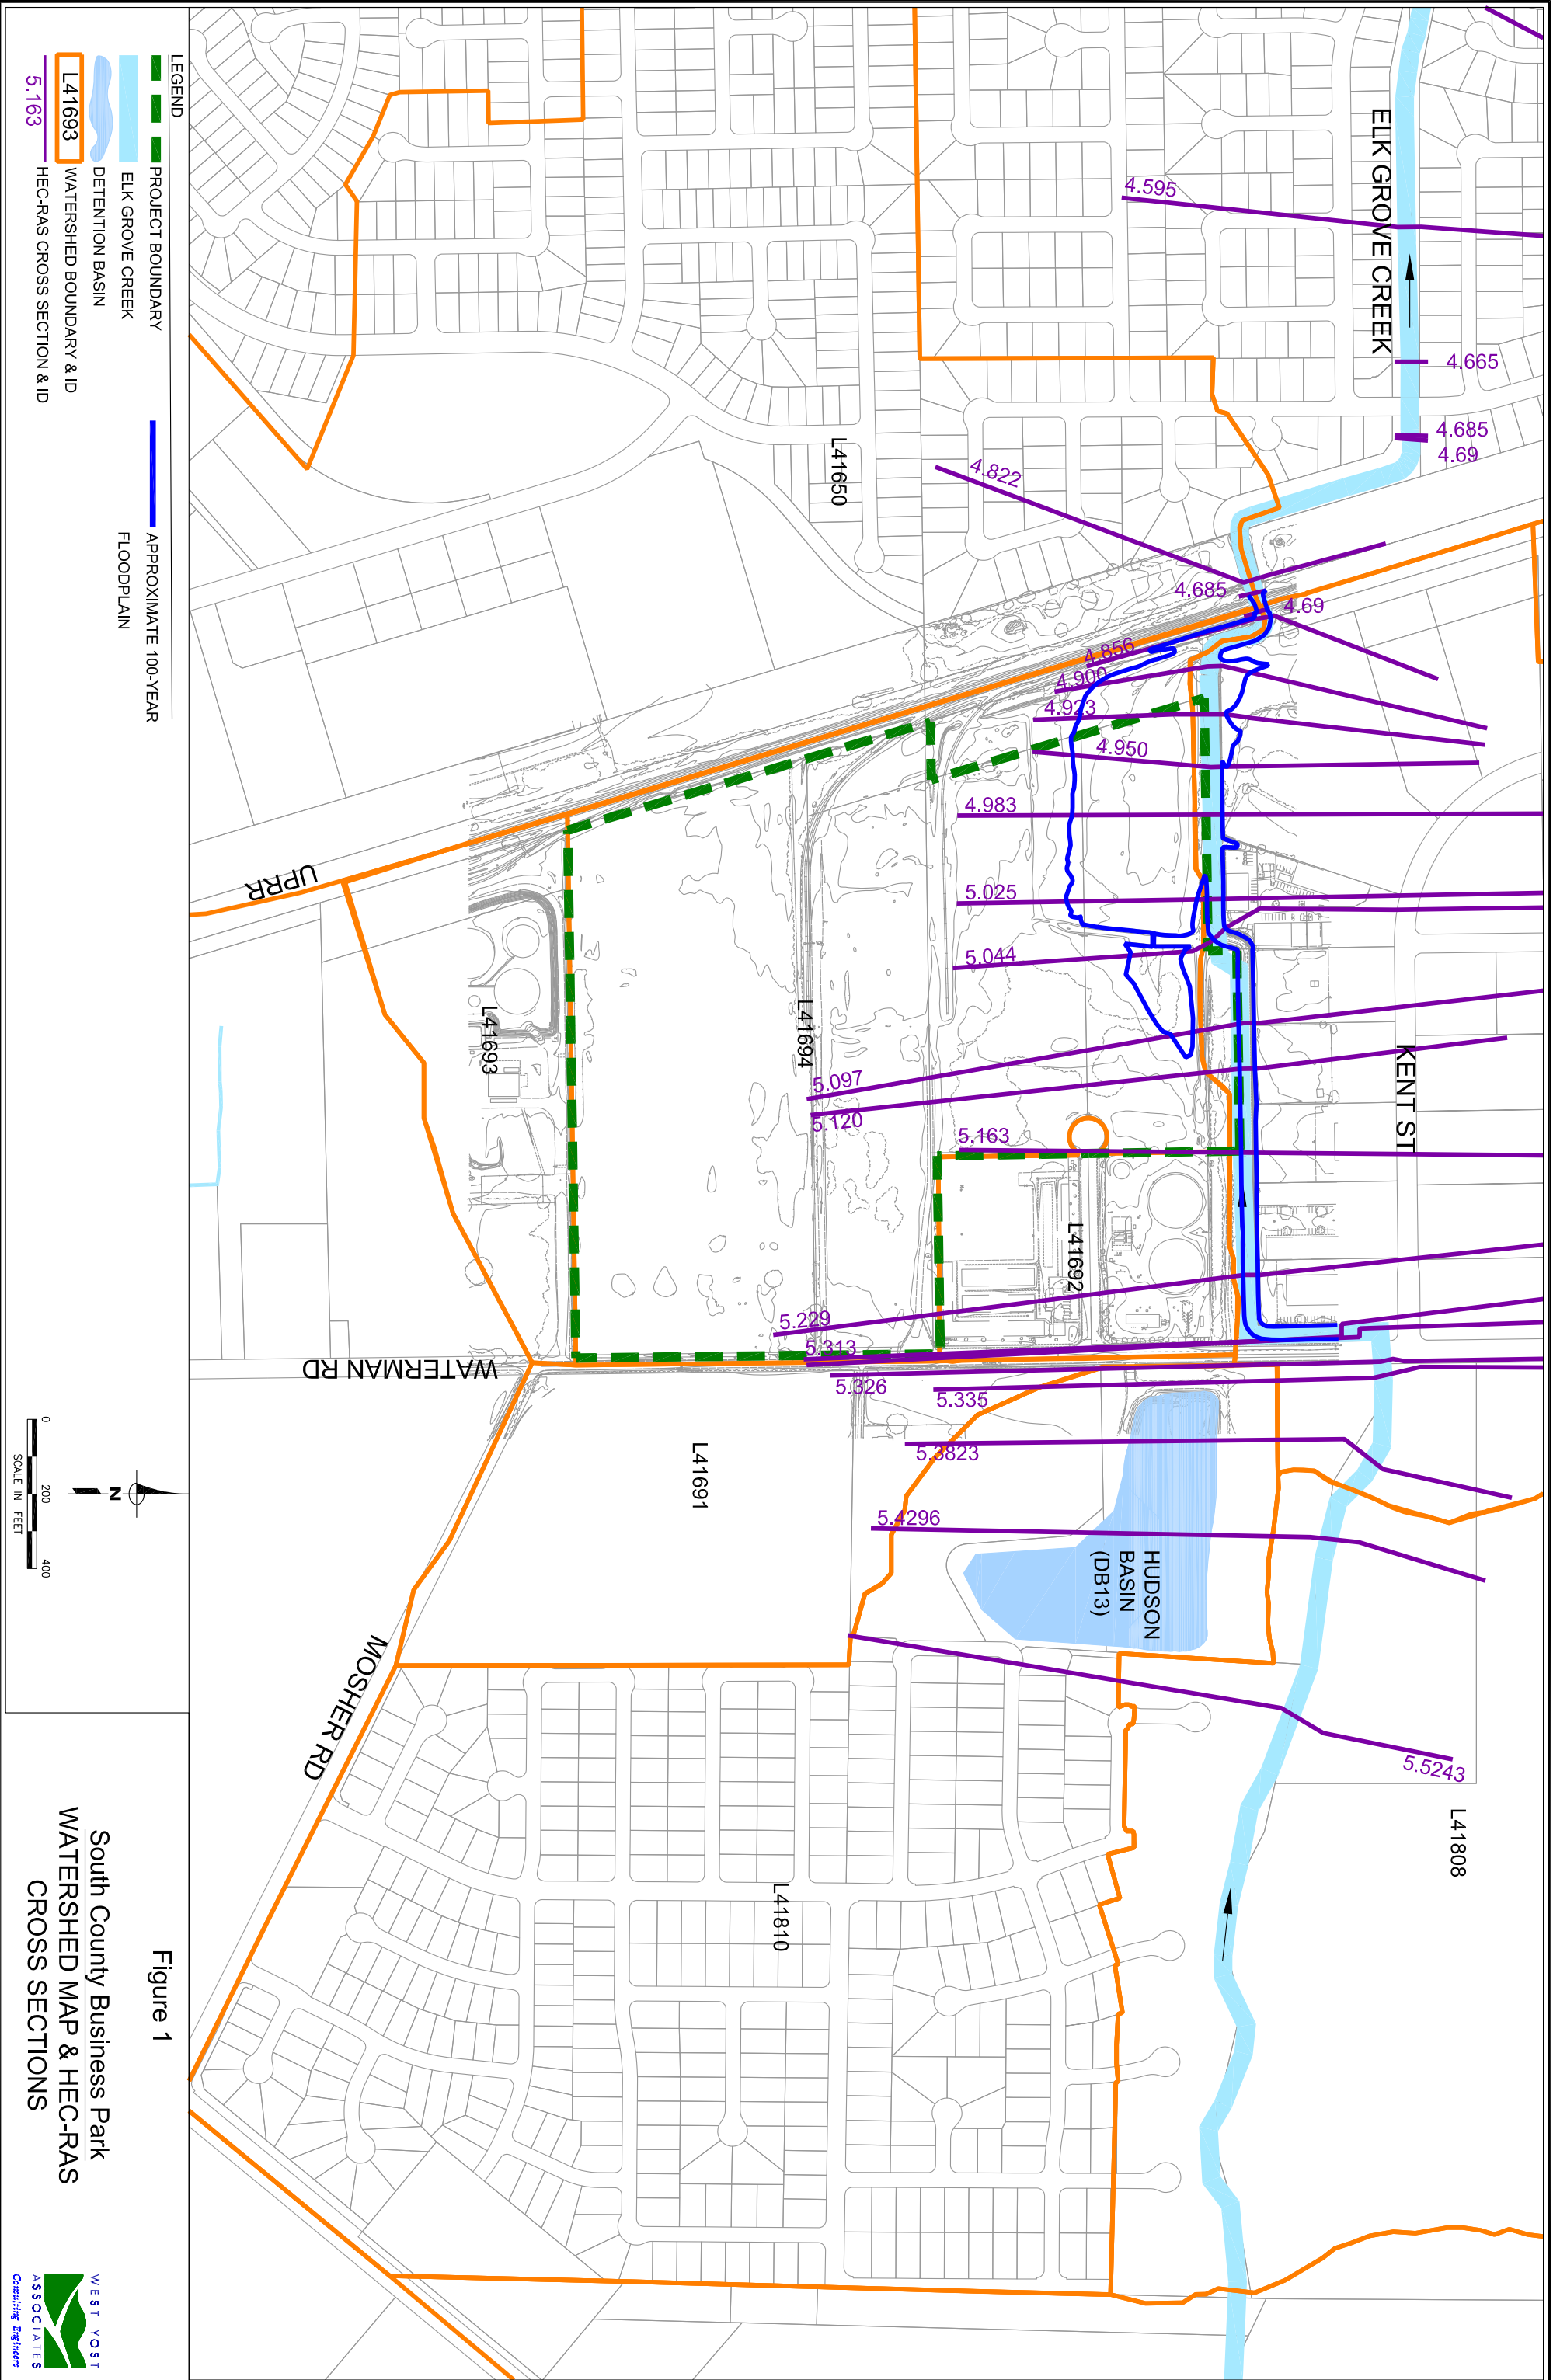 ELK GROVE CREEK
KENT ST
4.595
4.665
4.685
4.69
4.822
4.685
4.69
4.856
4.900
4.923
4.950
4.983
5.025
5.044
5.097
5.120
5.163
5.229
5.313
5.326
5.335
5.3823
5.4296
5.5243
L41808
L41650
L41694
L41693
L41692
L41691
L41810
HUDSON
BASIN
(DB13)
UPRR
WATERMAN RD
MOSHER RD
LEGEND
PROJECT BOUNDARY
ELK GROVE CREEK
DETENTION BASIN
L41693 WATERSHED BOUNDARY & ID
5.163 HEC-RAS CROSS SECTION & ID
APPROXIMATE 100-YEAR
FLOODPLAIN
N
0 200 400
SCALE IN FEET
Figure 1
South County Business Park
WATERSHED MAP & HEC-RAS
CROSS SECTIONS
WEST YOST
ASSOCIATES
Consulting Engineers